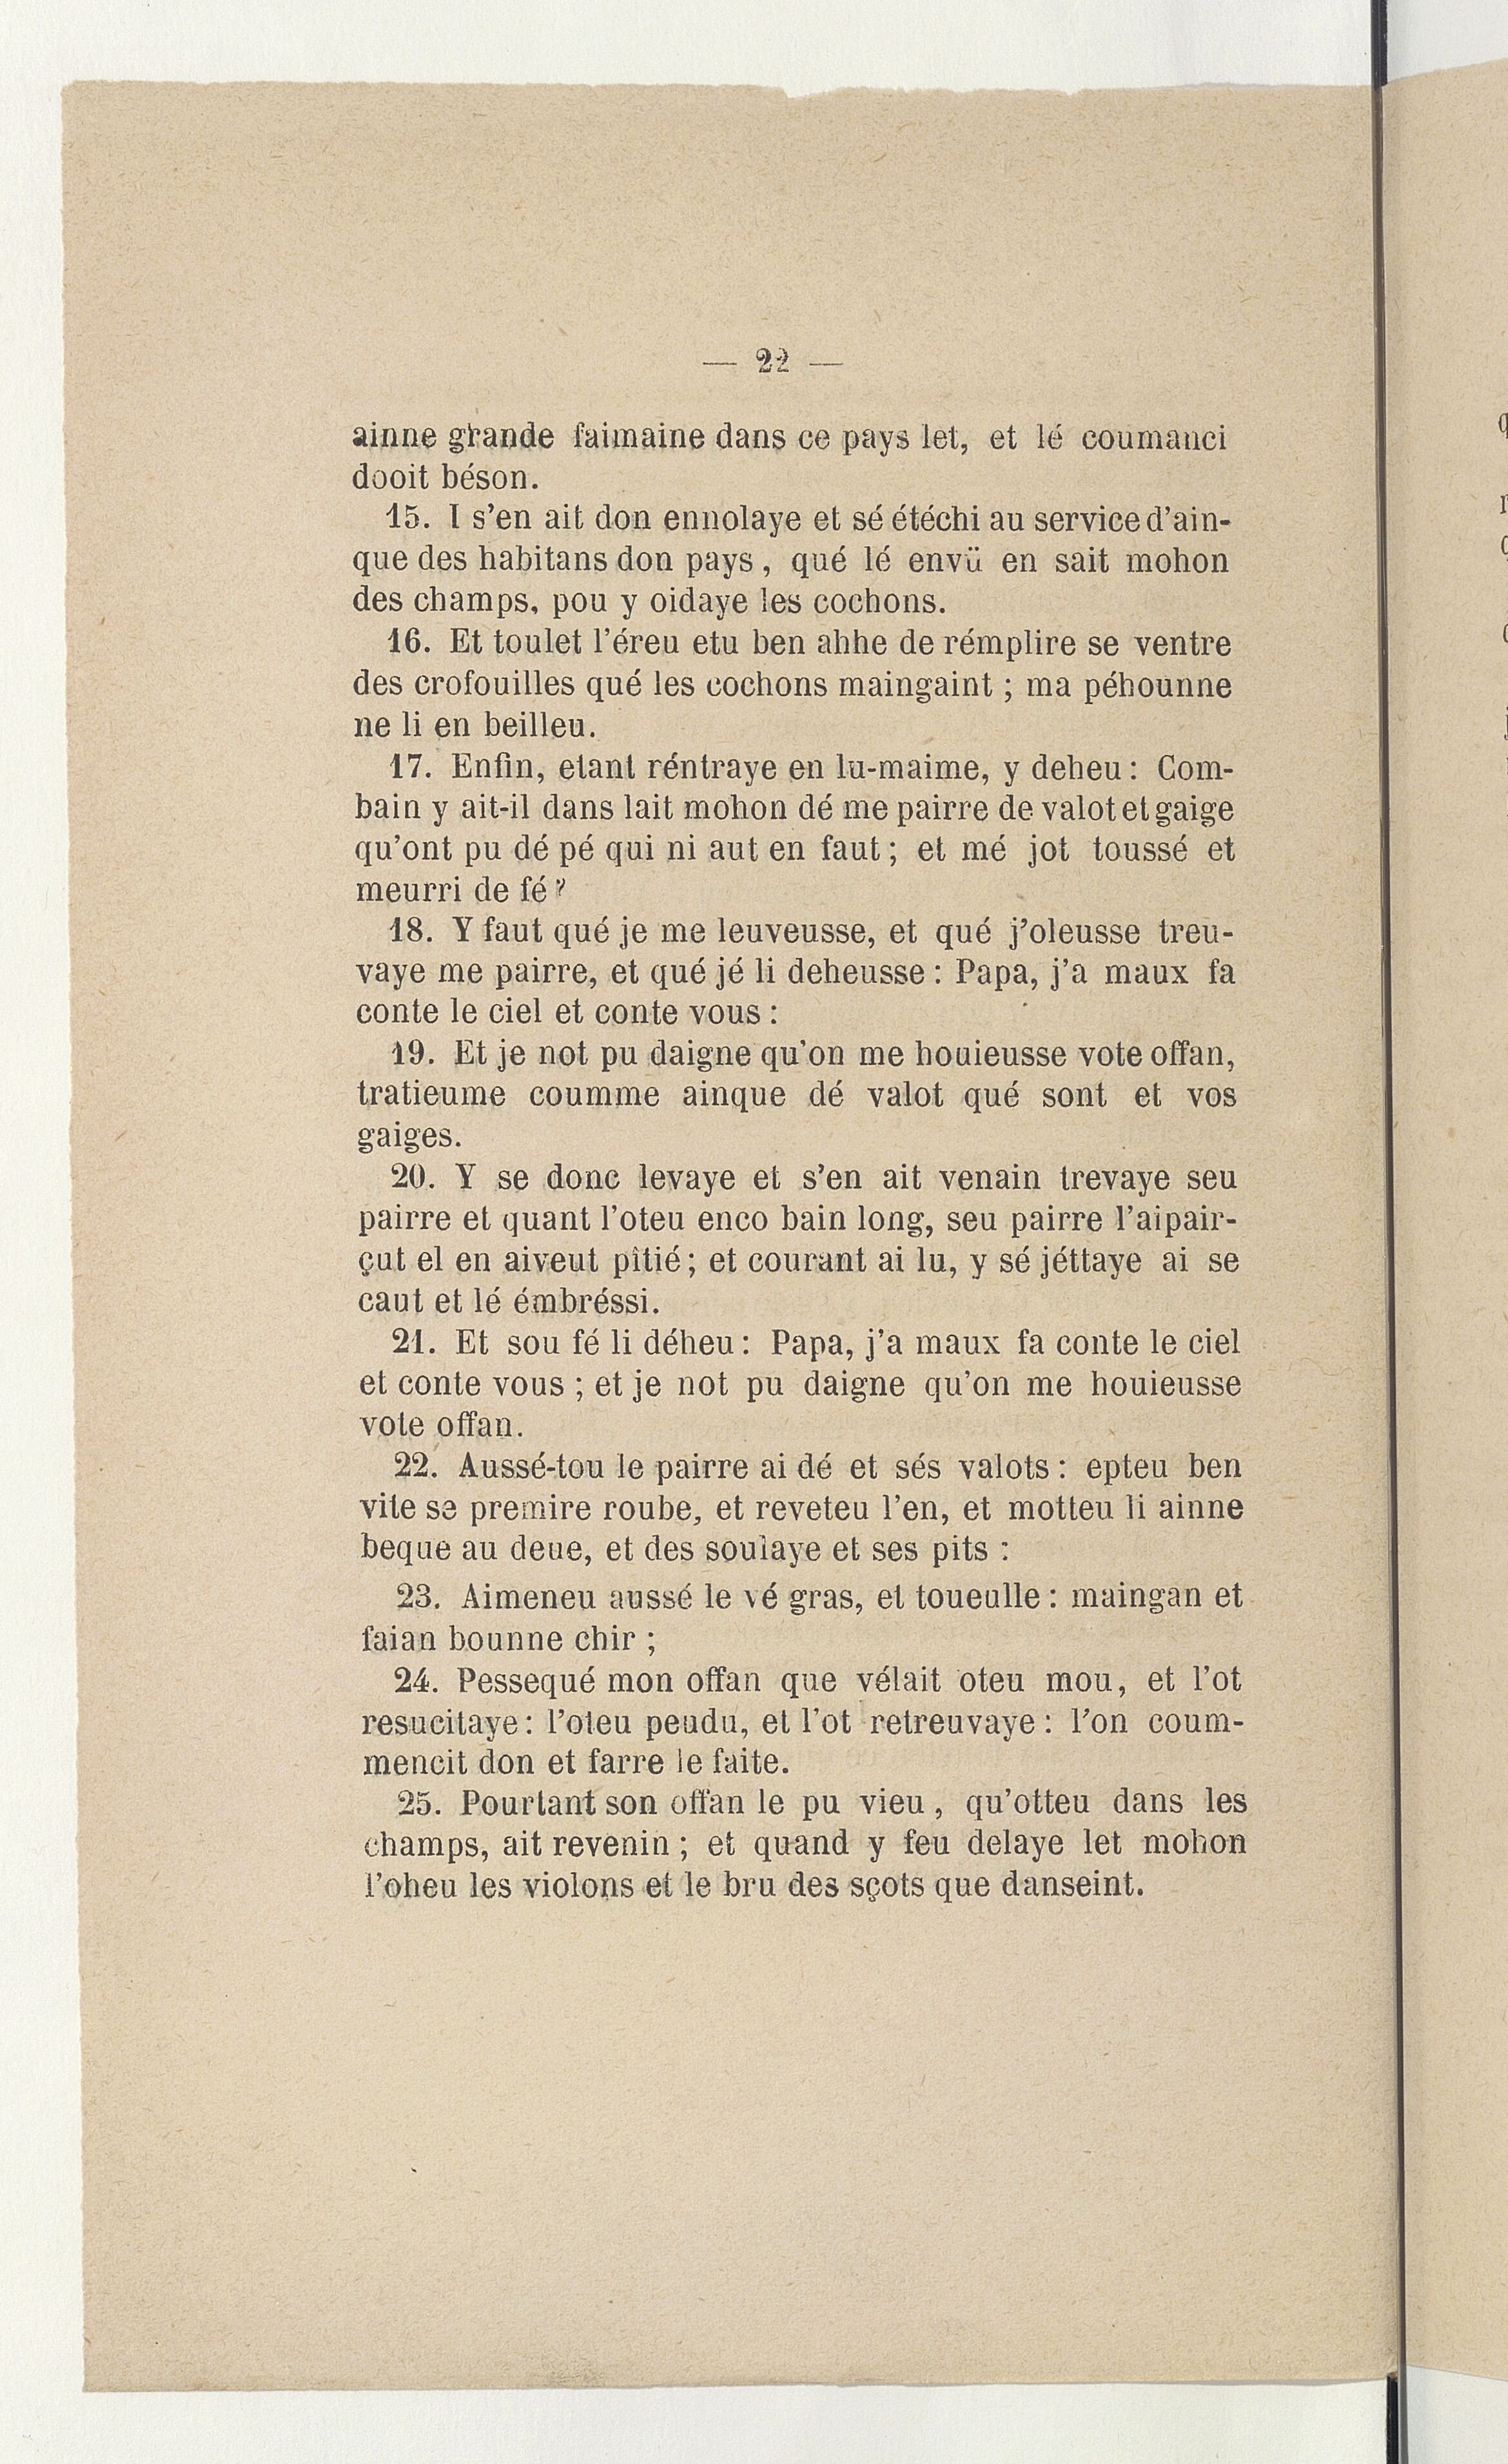 — 22 —
ainne grande faimaine dans ce pays let, et lé coumanci
dooit béson.
15. I s'en ait don ennolaye et sé étéchi au service d'ain-
que des habitans don pays, qué lé envü en sait mohon
des champs, pou y oidaye les cochons.
16. Et toulet l'éreu etu ben ahhe de rémplire se ventre
des crofouilles qué les cochons maingaint ; ma péhounne
ne li en beilleu.
17. Enfin, etant réntraye en lu-maime, y deheu : Com-
bain y ait-il dans lait mohon dé me pairre de valot et gaige
qu'ont pu dé pé qui ni aut en faut ; et mé jot toussé et
meurri de fé ?
18. Y faut qué je me leuveusse, et qué j'oleusse treu-
vaye me pairre, et qué jé li deheusse : Papa, j'a maux fa
conte le ciel et conte vous :
19. Et je not pu daigne qu'on me houieusse vote offan,
tratieume coumme ainque dé valot qué sont et vos
gaiges.
20. Y se donc levaye et s'en ait venain trevaye seu
pairre et quant l'oteu enco bain long, seu pairre l'aipair-
çut el en aiveut pîtié ; et courant ai lu, y sé jéttaye ai se
caut et lé émbréssi.
21. Et sou fé li déheu : Papa, j'a maux fa conte le ciel
et conte vous ; et je not pu daigne qu'on me houieusse
vote offan.
22. Aussé-tou le pairre ai dé et sés valots : epteu ben
vite se premire roube, et reveteu l'en, et motteu li ainne
beque au deue, et des soulaye et ses pits :
23. Aimeneu aussé le vé gras, et toueulle : maingan et
faian bounne chir ;
24. Pessequé mon offan que vélait oteu mou, et l'ot
resucitaye : l'oteu peudu, et l'ot retreuvaye : l'on coum-
mencit don et farre le faite.
25. Pourtant son offan le pu vieu, qu'otteu dans les
champs, ait revenin ; et quand y feu delaye let mohon
l'oheu les violons et le bru des sçots que danseint.